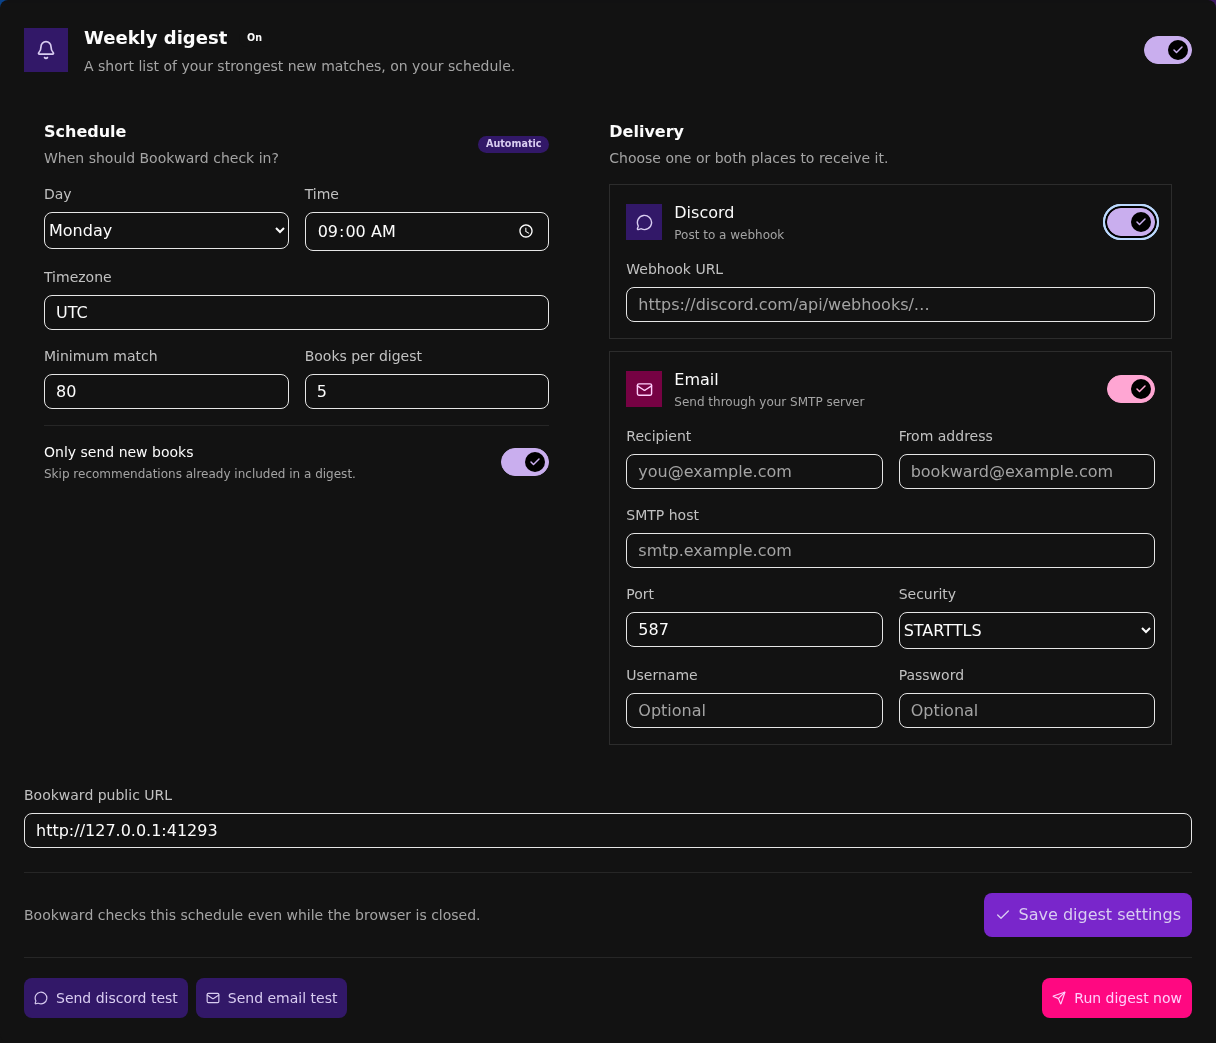 Weekly digest On
A short list of your strongest new matches, on your schedule.
Schedule
When should Bookward check in?
Automatic
Day
Time
Monday
09:00 AM
Timezone
UTC
Minimum match
Books per digest
80
5
Only send new books
Skip recommendations already included in a digest.
Delivery
Choose one or both places to receive it.
Discord
Post to a webhook
Webhook URL
https://discord.com/api/webhooks/...
Email
Send through your SMTP server
Recipient
From address
you@example.com
bookward@example.com
SMTP host
smtp.example.com
Port
Security
587
STARTTLS
Username
Password
Optional
Optional
Bookward public URL
http://127.0.0.1:41293
Bookward checks this schedule even while the browser is closed.
Save digest settings
Send discord test
Send email test
Run digest now